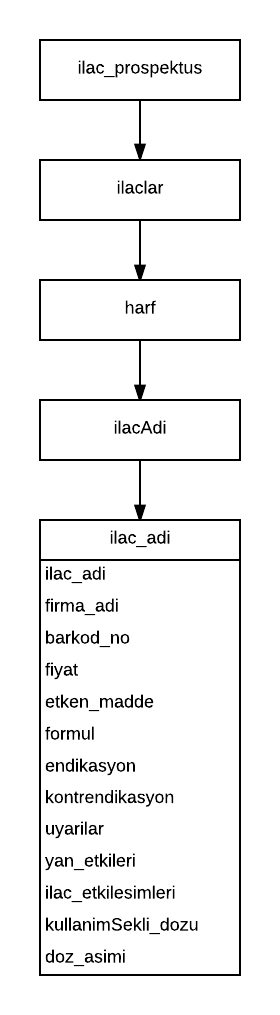 ilac_prospektus
ilaclar
harf
ilacAdi
ilac_adi
ilac_adi
firma_adi
barkod_no
fiyat
etken_madde
formul
endikasyon
kontrendikasyon
uyarilar
yan_etkileri
ilac_etkilesimleri
kullanimSekli_dozu
doz_asimi